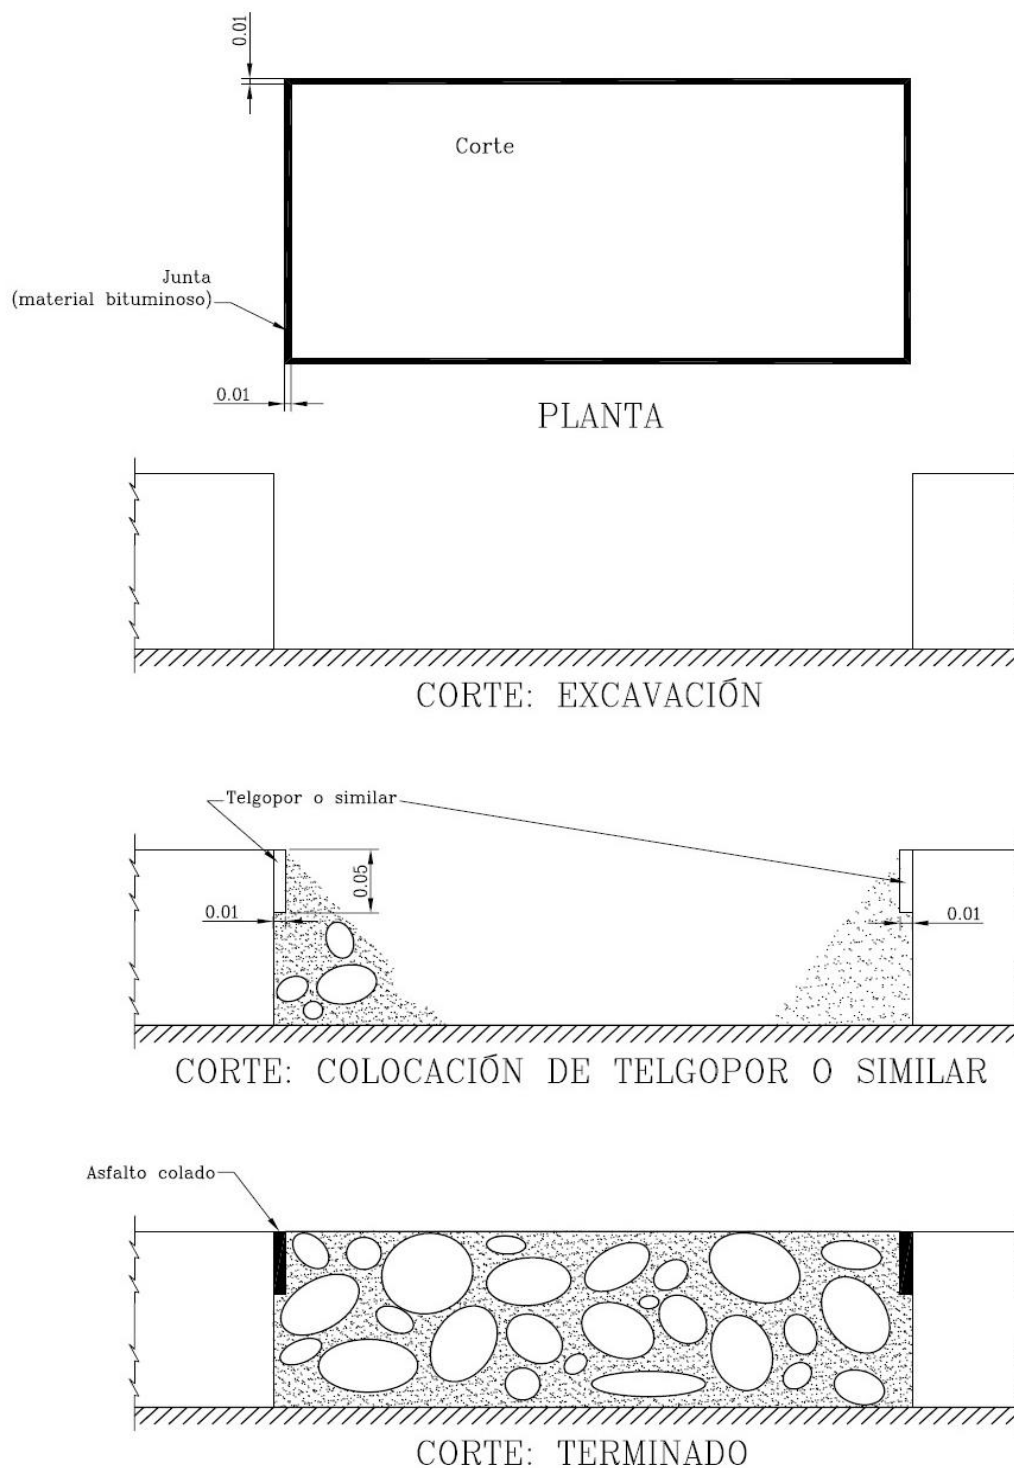 0.01
Corte
Junta
(material bituminoso)
0.01
PLANTA
CORTE: EXCAVACIÓN
Telgopor o similar
0.05
0.01
0.01
CORTE: COLOCACIÓN DE TELGOPOR O SIMILAR
Asfalto colado
CORTE: TERMINADO